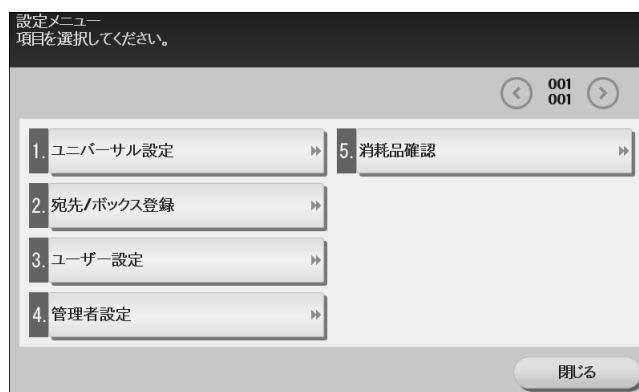 設定メニュー
項目を選択してください。
001
001
1. ユニバーサル設定
2. 宛先/ボックス登録
3. ユーザー設定
4. 管理者設定
5. 消耗品確認
閉じる